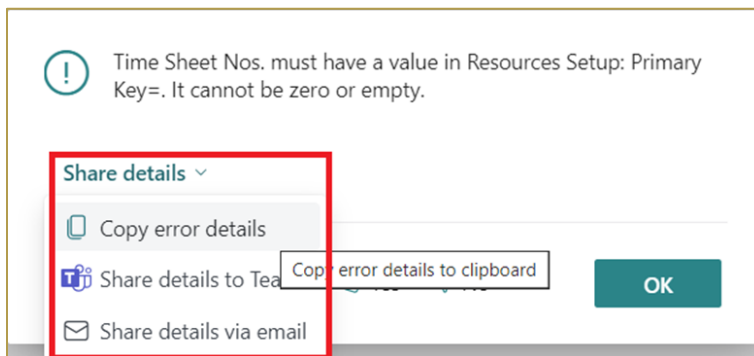 Time Sheet Nos. must have a value in Resources Setup: Primary
Key=. It cannot be zero or empty.
Share details
Copy error details
Copy error details to clipboard
Share details to Tea
OK
Share details via email